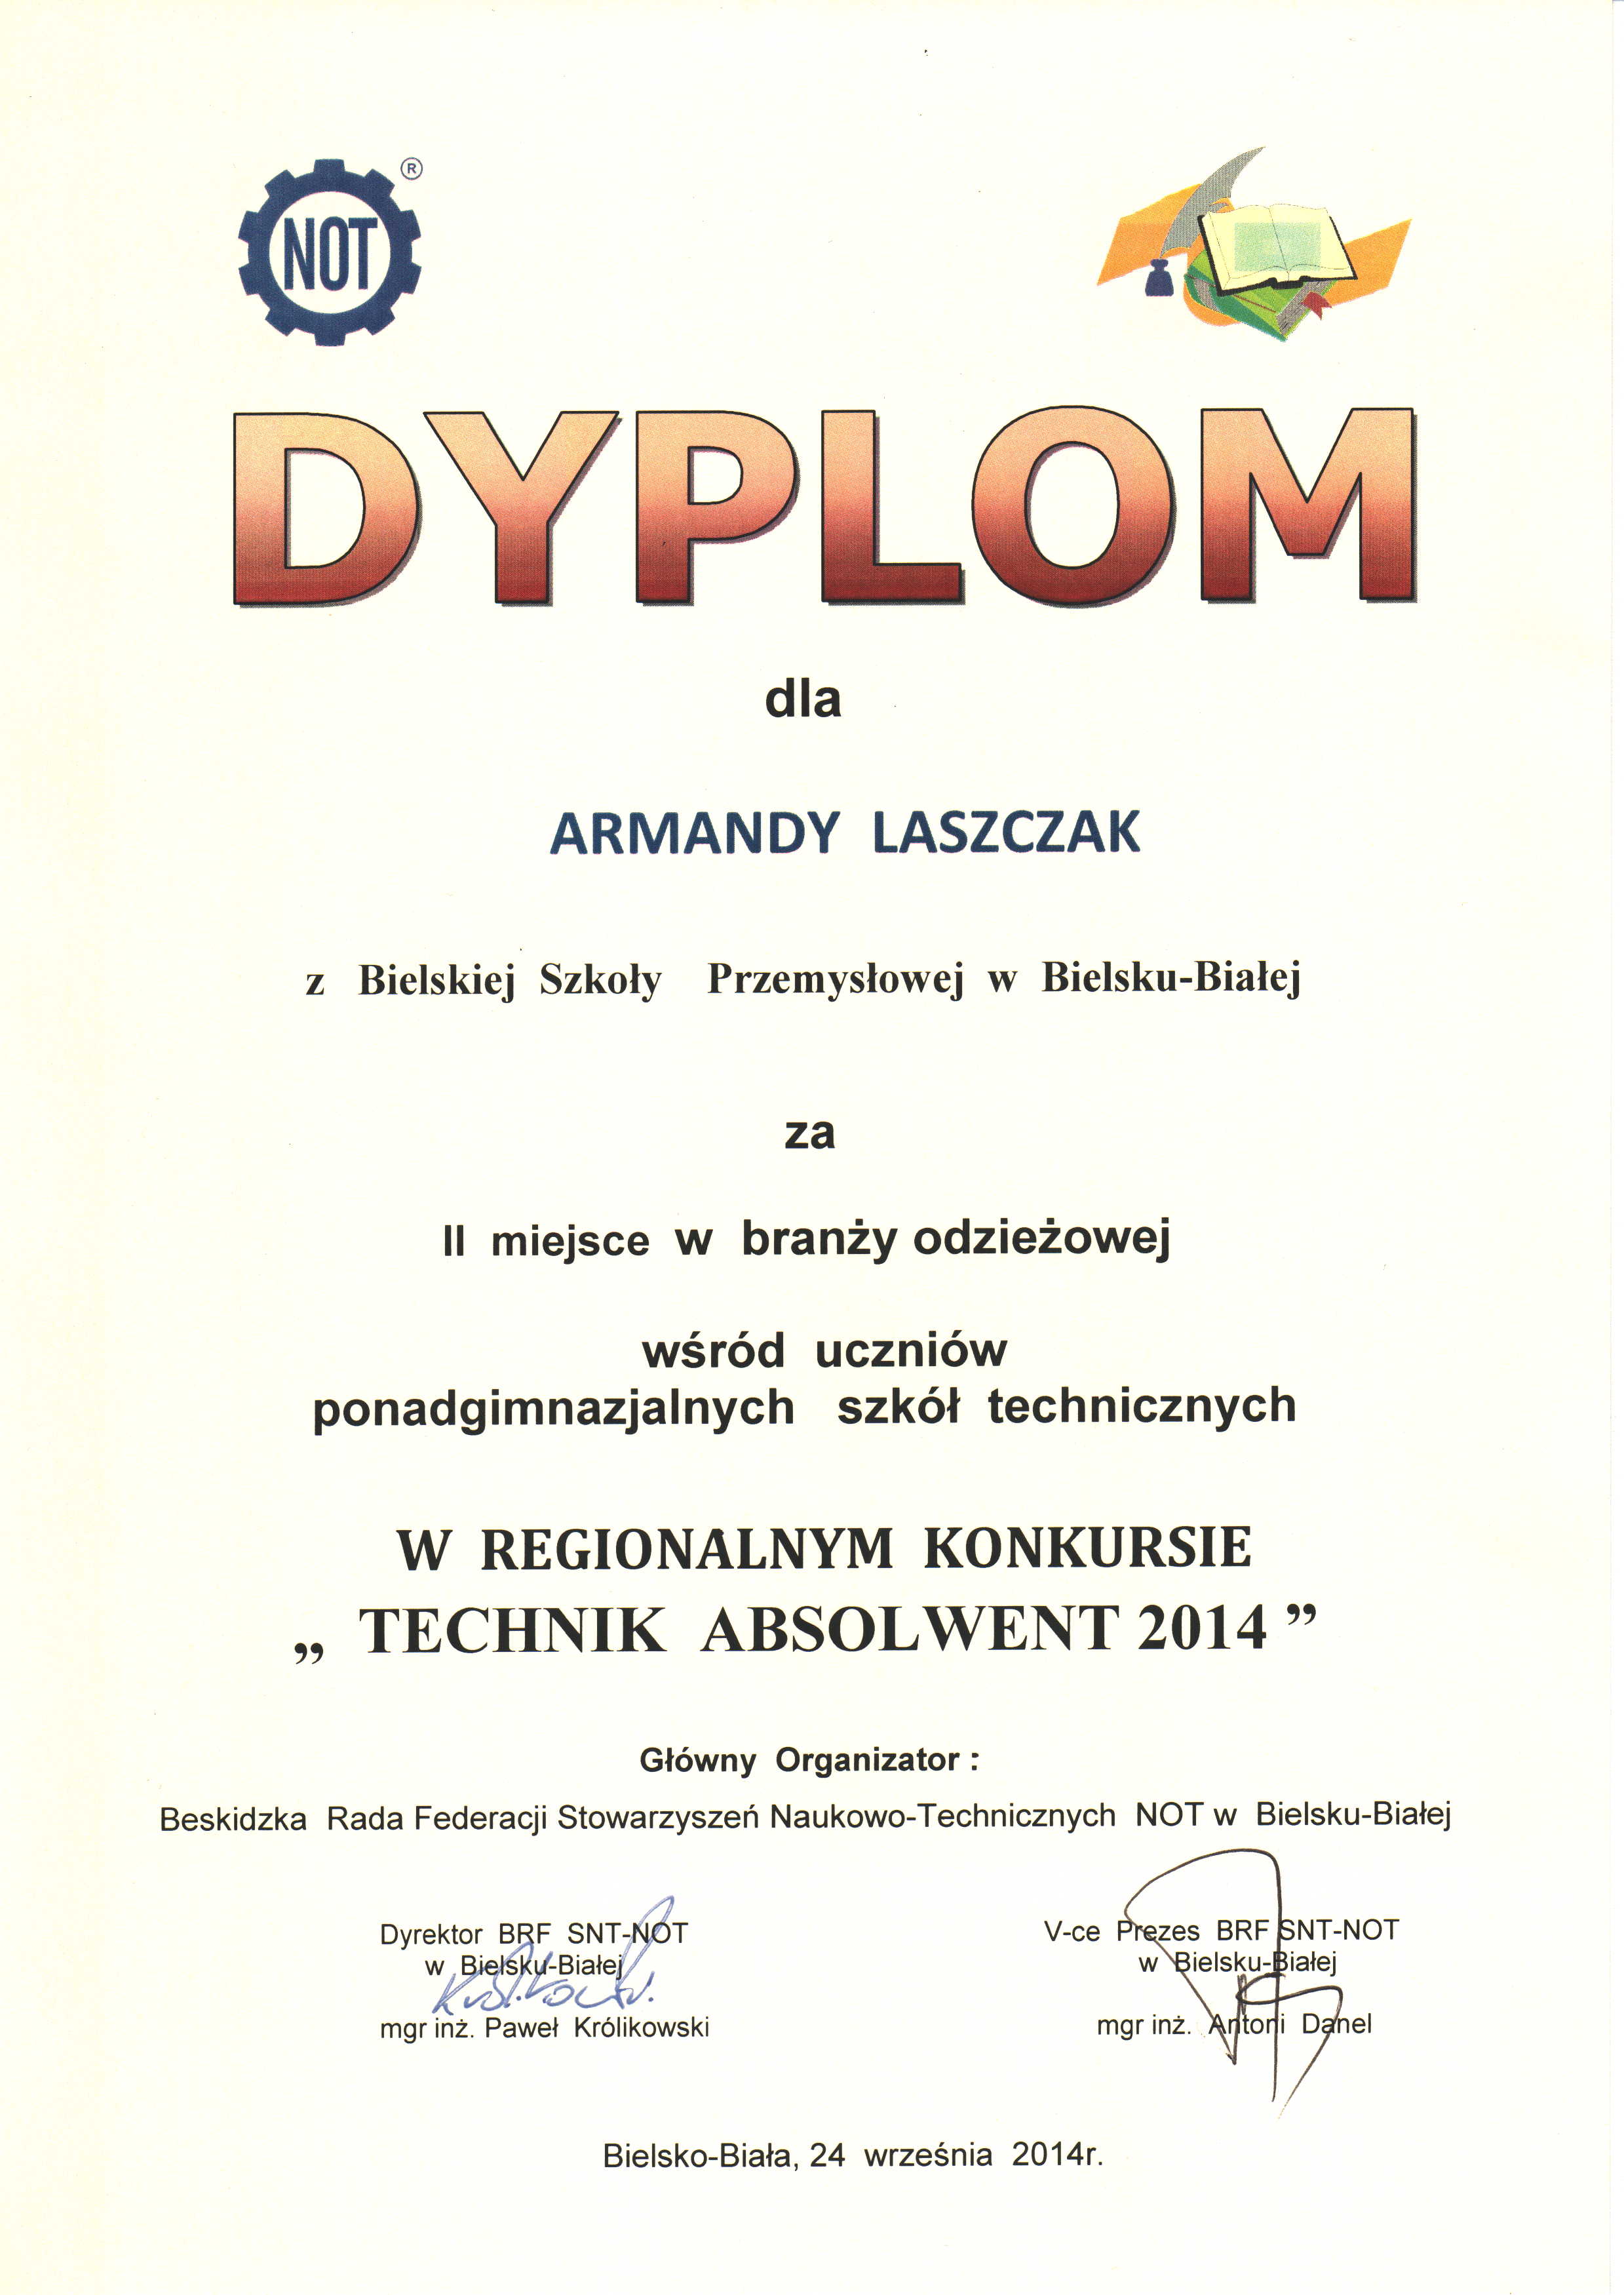 NOT ®
DYPLOM
dla
ARMANDY LASZCZAK
z Bielskiej Szkoły Przemysłowej w Bielsku-Białej
za
II miejsce w branży odzieżowej
wśród uczniów
ponadgimnazjalnych szkół technicznych
W REGIONALNYM KONKURSIE
„ TECHNIK ABSOLWENT 2014 ”
Główny Organizator :
Beskidzka Rada Federacji Stowarzyszeń Naukowo-Technicznych NOT w Bielsku-Białej
Dyrektor BRF SNT-NOT
w Bielsku-Białej
mgr inż. Paweł Królikowski
V-ce Prezes BRF SNT-NOT
w Bielsku-Białej
mgr inż. Antoni Danel
Bielsko-Biała, 24 września 2014r.